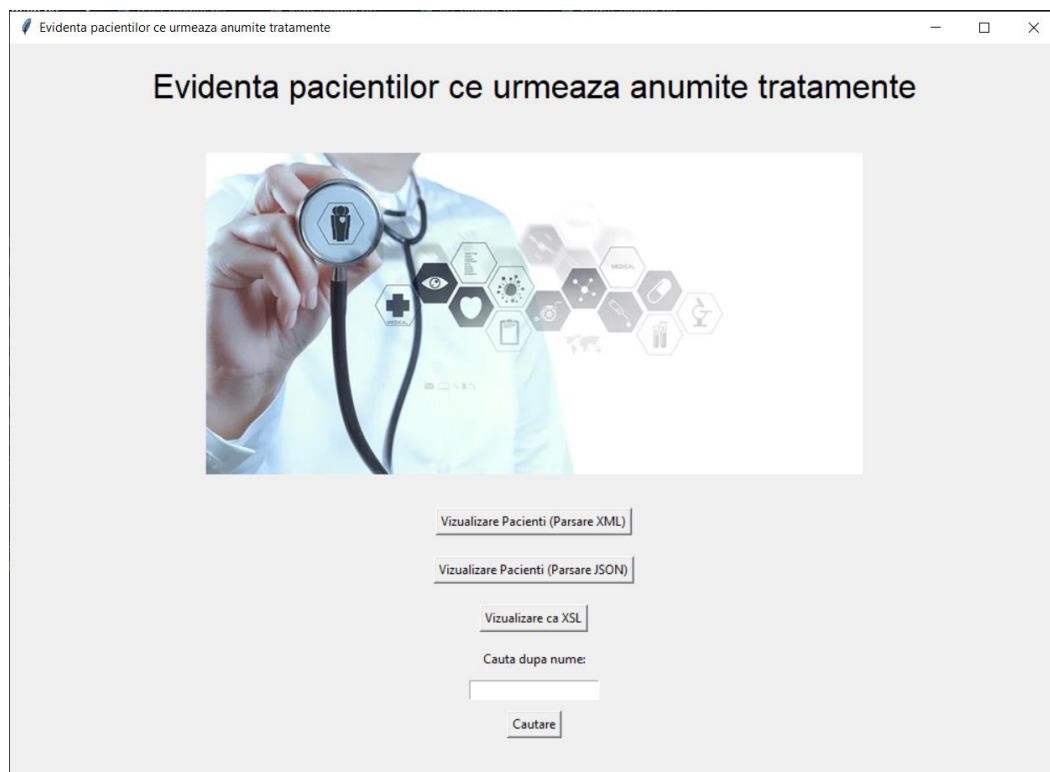 Evidenta pacientilor ce urmeaza anumite tratamente
Evidenta pacientilor ce urmeaza anumite tratamente
MEDICAL
MEDICAL
Vizualizare Pacienti (Parsare XML)
Vizualizare Pacienti (Parsare JSON)
Vizualizare ca XSL
Cauta dupa nume:
Cautare